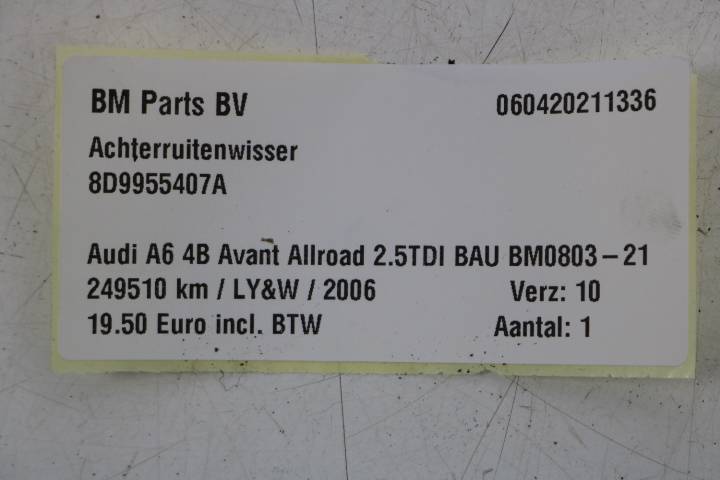 BM Parts BV 060420211336
Achterruitenwisser
8D9955407A
Audi A6 4B Avant Allroad 2.5TDI BAU BM0803-21
249510 km / LY&W / 2006 Verz: 10
19.50 Euro incl. BTW Aantal: 1